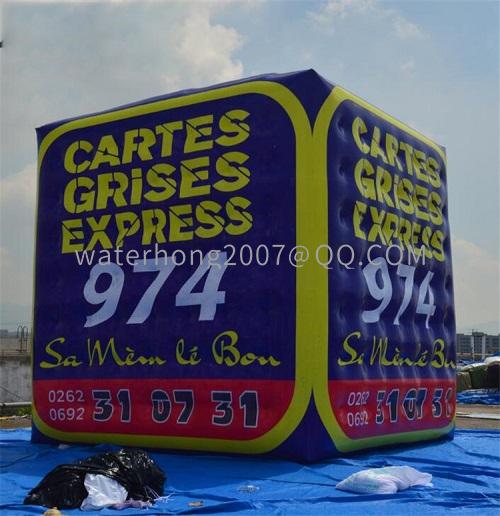 CARTES
GRiSES
EXPRESS
waterhong2007@QQ.COM
974
Sa Mèm lé Bon
0262
0692 31 07 31
CARTES
GRiSES
EXPRESS
974
Sa Mèm lé Bon
0262
0692 31 07 31